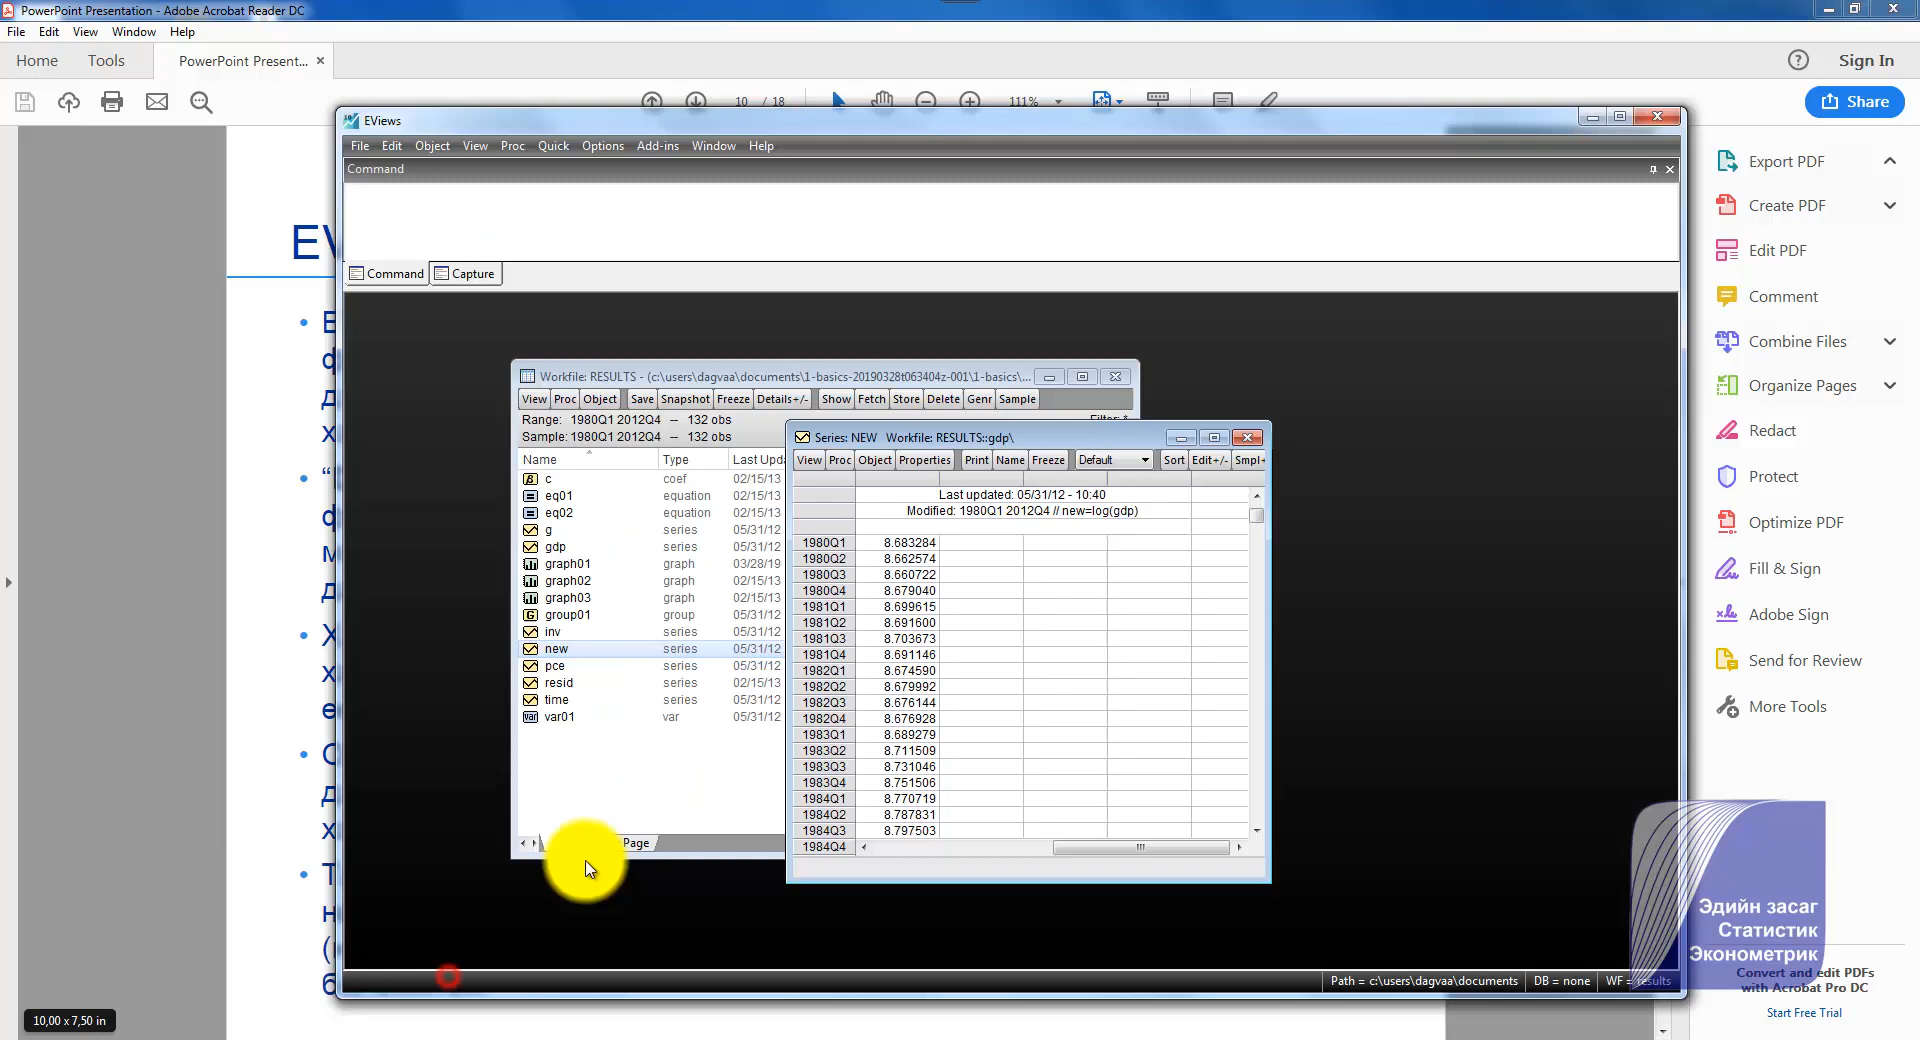 PowerPoint Presentation - Adobe Acrobat Reader DC
File Edit View Window Help
Home Tools PowerPoint Present... × Sign In
10 / 18 111% Share
EViews
File Edit Object View Proc Quick Options Add-ins Window Help
Command
Command Capture
Workfile: RESULTS - (c:\users\dagvaa\documents\1-basics-20190328t063404z-001\1-basics\...
View Proc Object Save Snapshot Freeze Details+/- Show Fetch Store Delete Genr Sample
Range: 1980Q1 2012Q4 -- 132 obs
Sample: 1980Q1 2012Q4 -- 132 obs
Name Type Last Upda
c coef 02/15/13
eq01 equation 02/15/13
eq02 equation 02/15/13
g series 05/31/12
gdp series 05/31/12
graph01 graph 03/28/19
graph02 graph 02/15/13
graph03 graph 02/15/13
group01 group 05/31/12
inv series 05/31/12
new series 05/31/12
pce series 05/31/12
resid series 02/15/13
time series 05/31/12
var01 var 05/31/12
Page
Series: NEW Workfile: RESULTS::gdp\
View Proc Object Properties Print Name Freeze Default Sort Edit+/- Smpl+
Last updated: 05/31/12 - 10:40
Modified: 1980Q1 2012Q4 // new=log(gdp)
1980Q1 8.683284
1980Q2 8.662574
1980Q3 8.660722
1980Q4 8.679040
1981Q1 8.699615
1981Q2 8.691600
1981Q3 8.703673
1981Q4 8.691146
1982Q1 8.674590
1982Q2 8.679992
1982Q3 8.676144
1982Q4 8.676928
1983Q1 8.689279
1983Q2 8.711509
1983Q3 8.731046
1983Q4 8.751506
1984Q1 8.770719
1984Q2 8.787831
1984Q3 8.797503
1984Q4
Path = c:\users\dagvaa\documents DB = none WF = results
Export PDF
Create PDF
Edit PDF
Comment
Combine Files
Organize Pages
Redact
Protect
Optimize PDF
Fill & Sign
Adobe Sign
Send for Review
More Tools
Эдийн засаг
Статистик
Эконометрик
Convert and edit PDFs
with Acrobat Pro DC
Start Free Trial
10,00 x 7,50 in